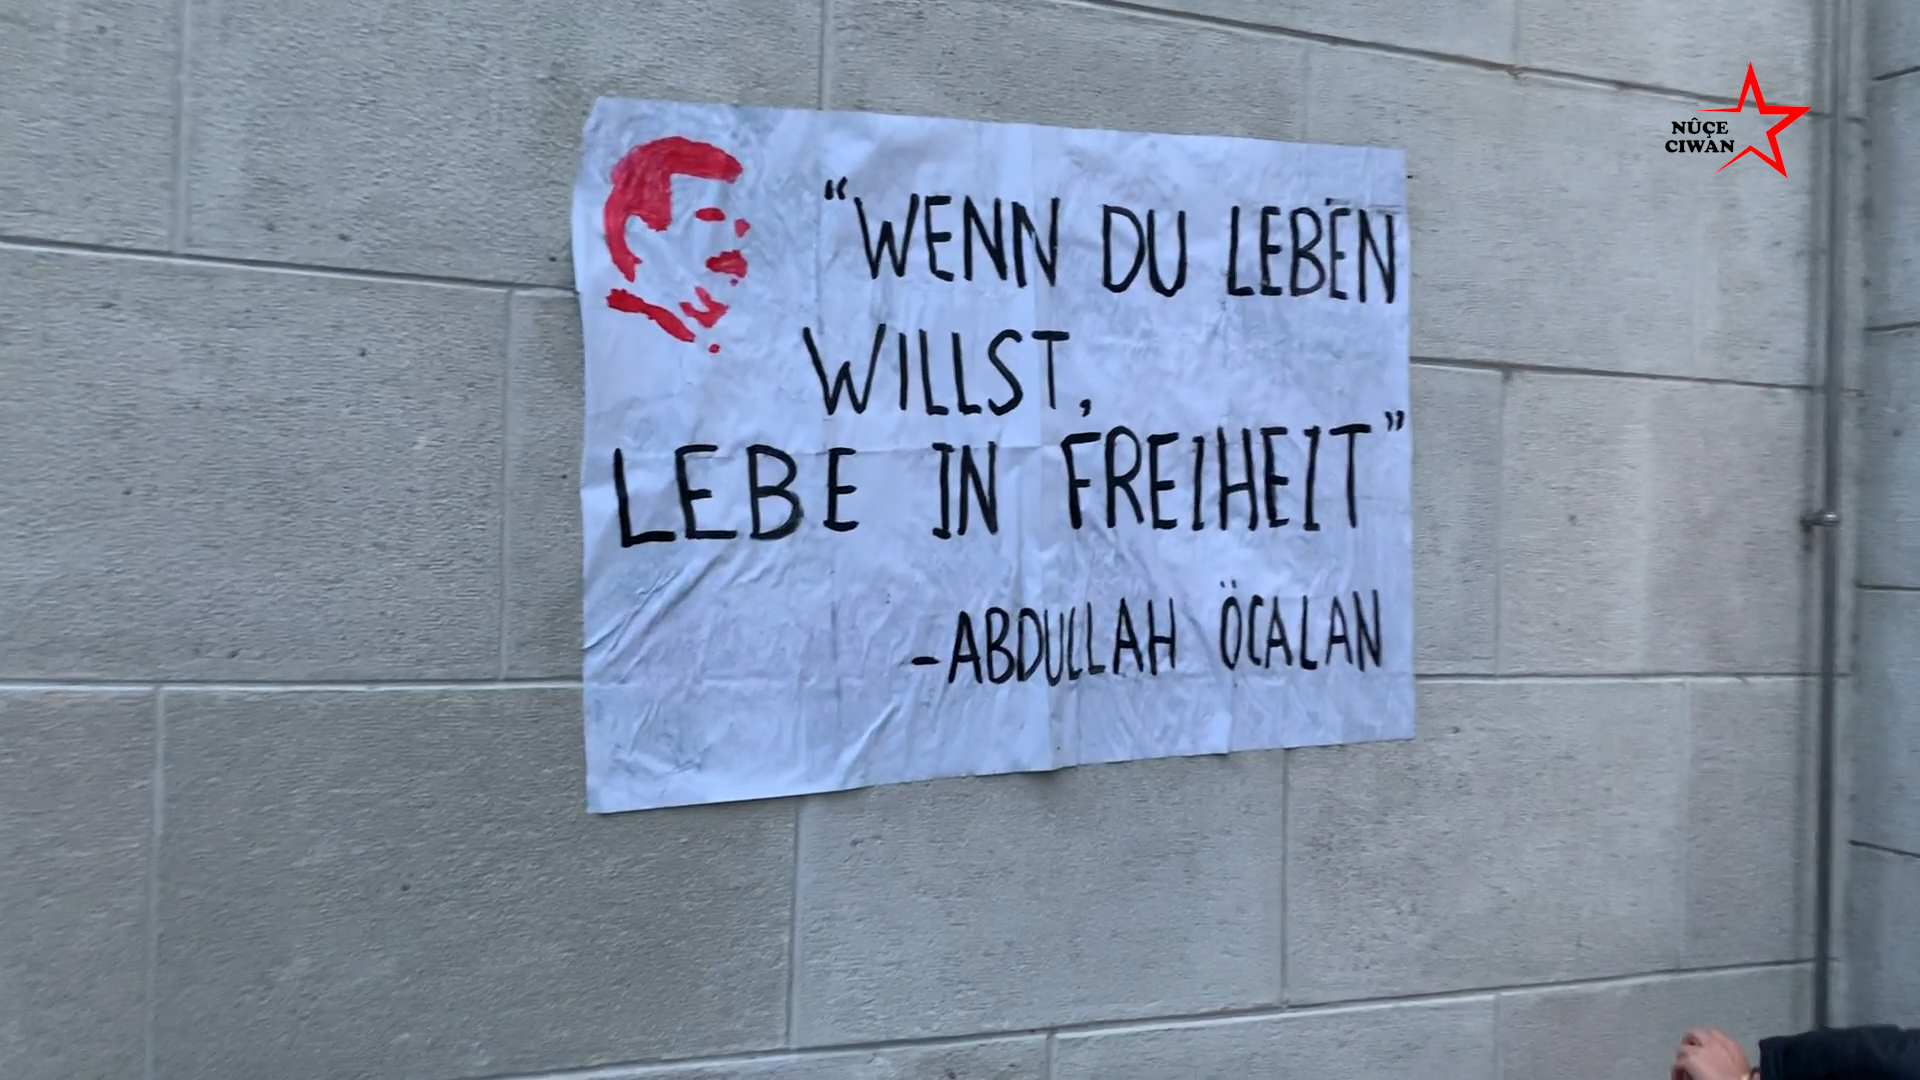 “WENN DU LEBEN
WILLST,
LEBE IN FREIHEIT”
-ABDULLAH ÖCALAN
NÛÇE
CIWAN